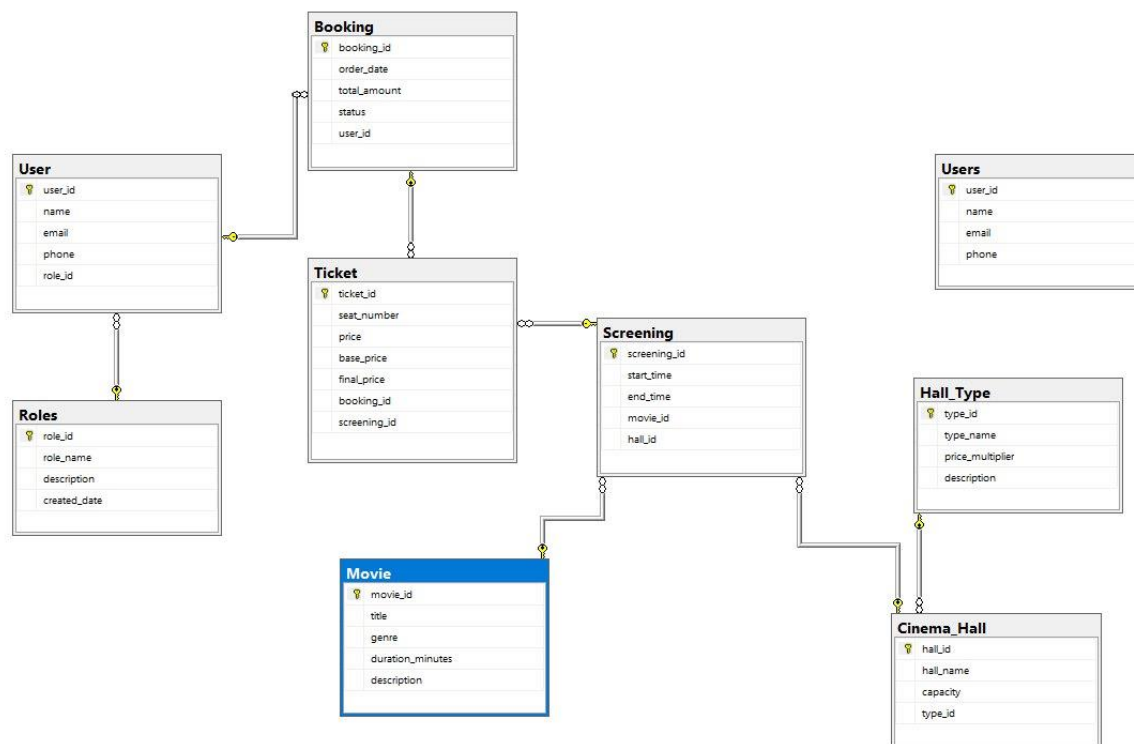 Booking
booking_id
order_date
total_amount
status
user_id
User
user_id
name
email
phone
role_id
Users
user_id
name
email
phone
Ticket
ticket_id
seat_number
price
base_price
final_price
booking_id
screening_id
Screening
screening_id
start_time
end_time
movie_id
hall_id
Hall_Type
type_id
type_name
price_multiplier
description
Roles
role_id
role_name
description
created_date
Movie
movie_id
title
genre
duration_minutes
description
Cinema_Hall
hall_id
hall_name
capacity
type_id